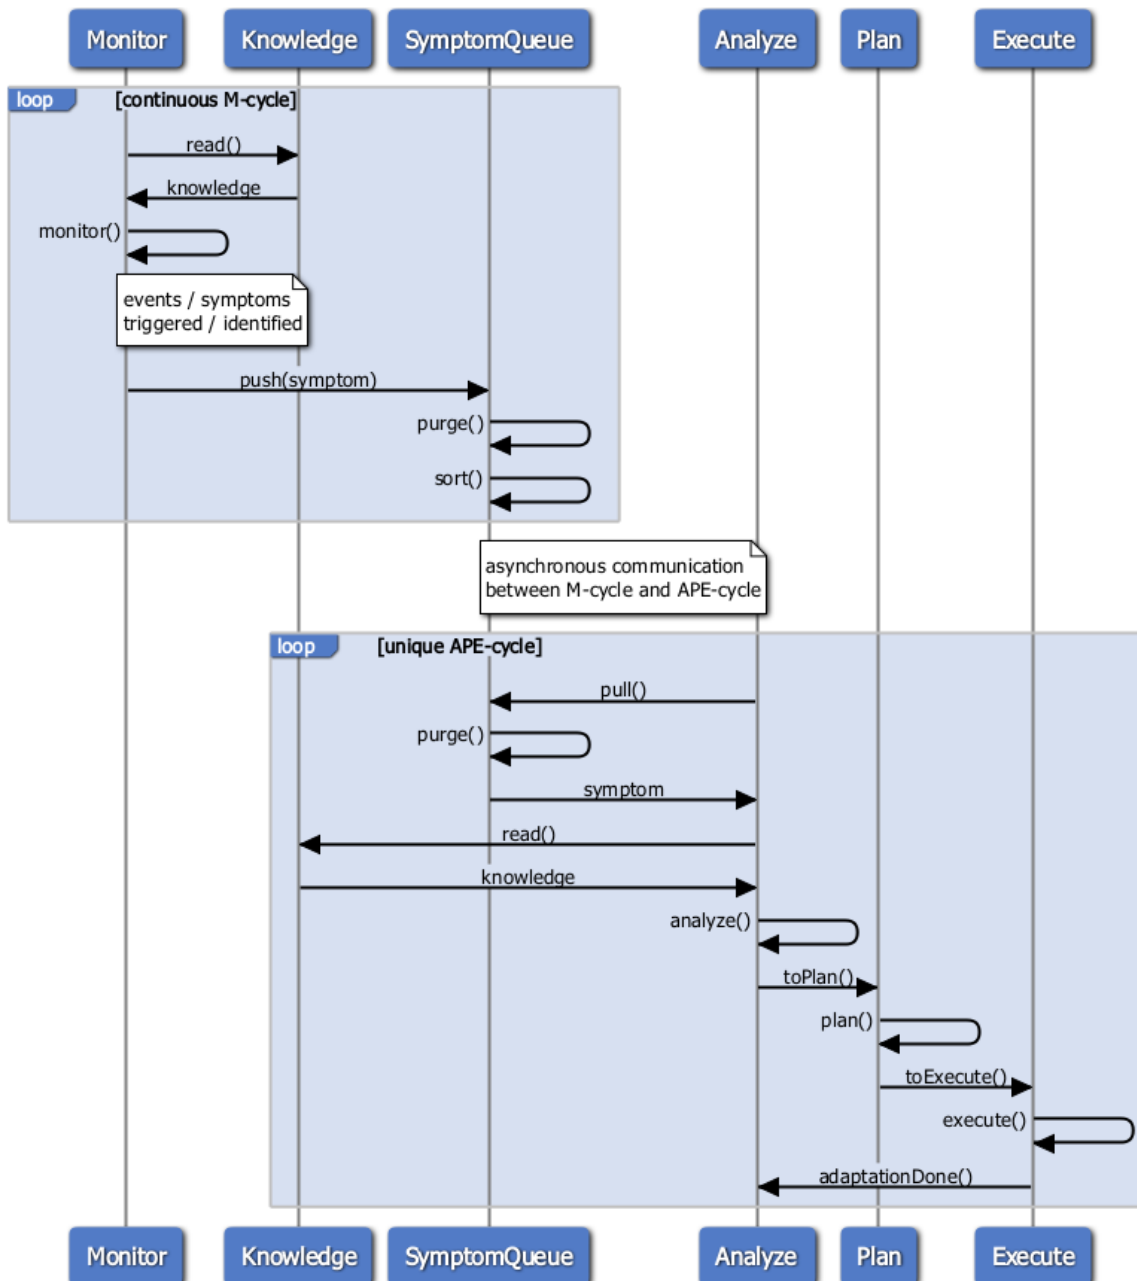 Monitor Knowledge SymptomQueue Analyze Plan Execute
loop [continuous M-cycle]
read()
knowledge
monitor()
events / symptoms
triggered / identified
push(symptom)
purge()
sort()
asynchronous communication
between M-cycle and APE-cycle
loop [unique APE-cycle]
pull()
purge()
symptom
read()
knowledge
analyze()
toPlan()
plan()
toExecute()
execute()
adaptationDone()
Monitor Knowledge SymptomQueue Analyze Plan Execute